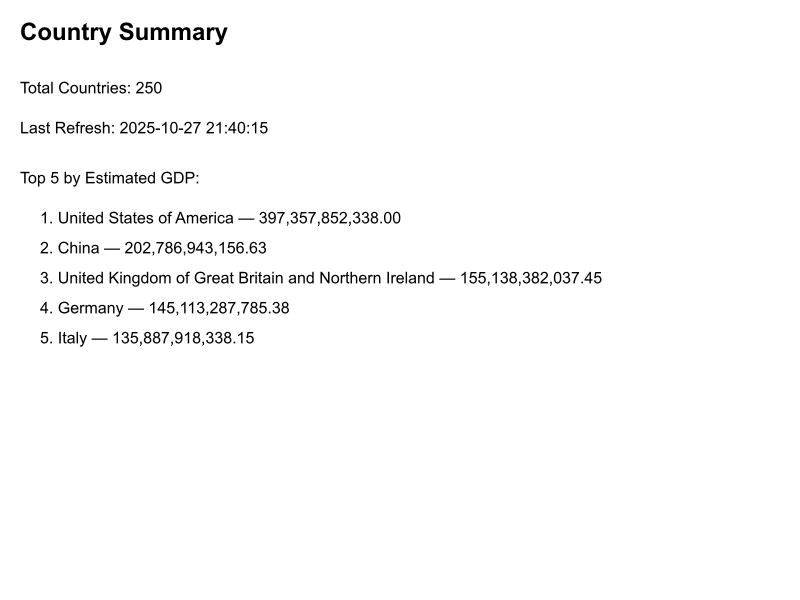 Country Summary
Total Countries: 250
Last Refresh: 2025-10-27 21:40:15
Top 5 by Estimated GDP:
1. United States of America — 397,357,852,338.00
2. China — 202,786,943,156.63
3. United Kingdom of Great Britain and Northern Ireland — 155,138,382,037.45
4. Germany — 145,113,287,785.38
5. Italy — 135,887,918,338.15